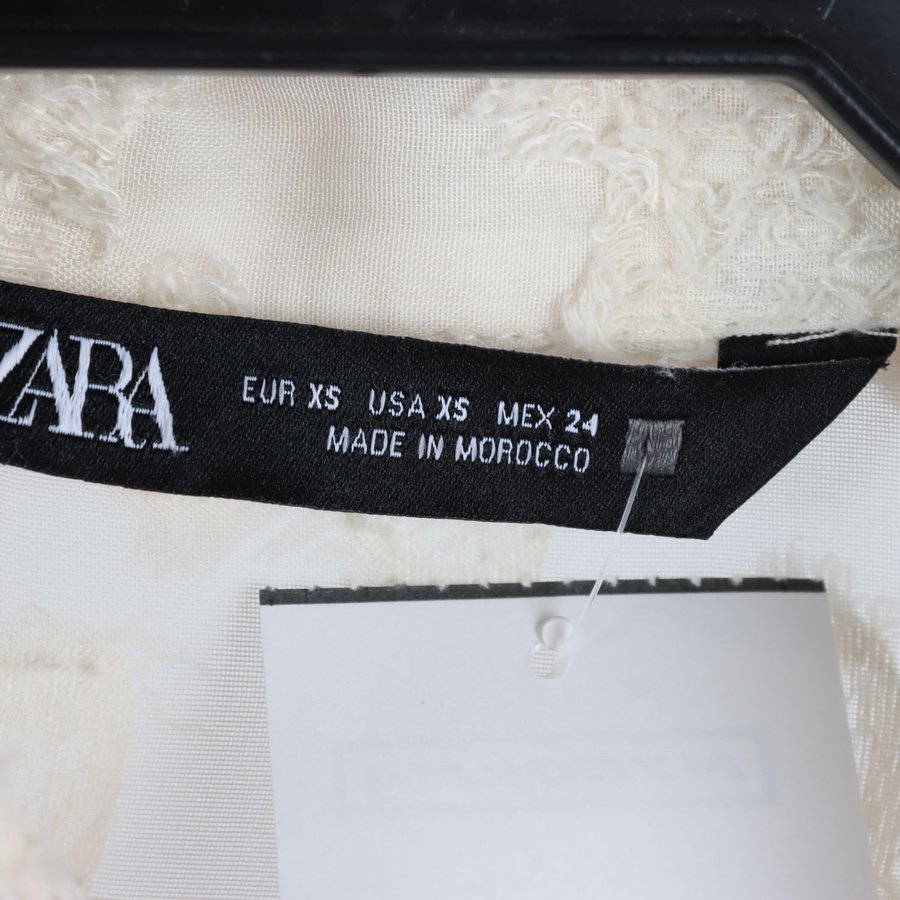 ZARA
EUR XS USA XS MEX 24
MADE IN MOROCCO